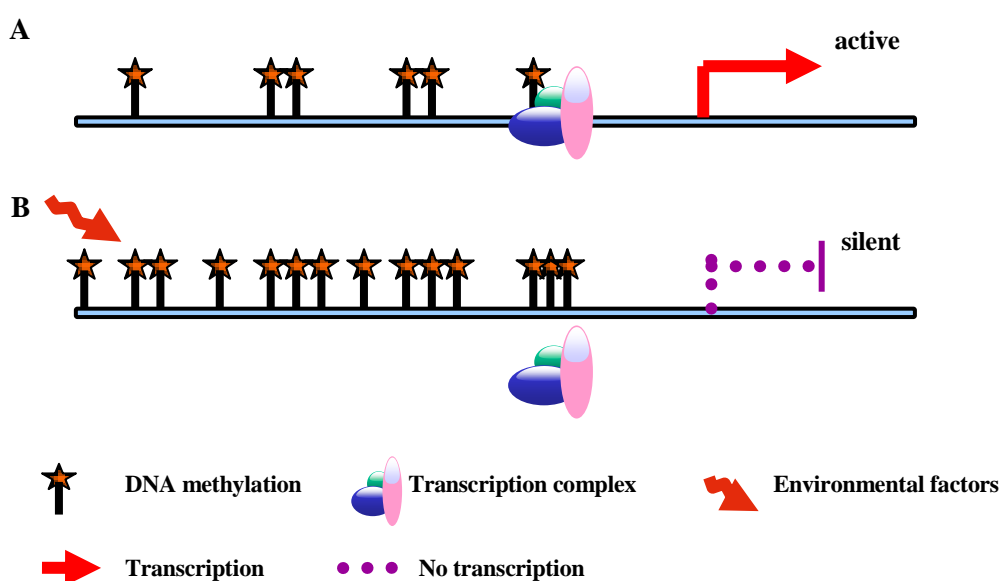 A
active
B
silent
DNA methylation
Transcription complex
Environmental factors
Transcription
No transcription